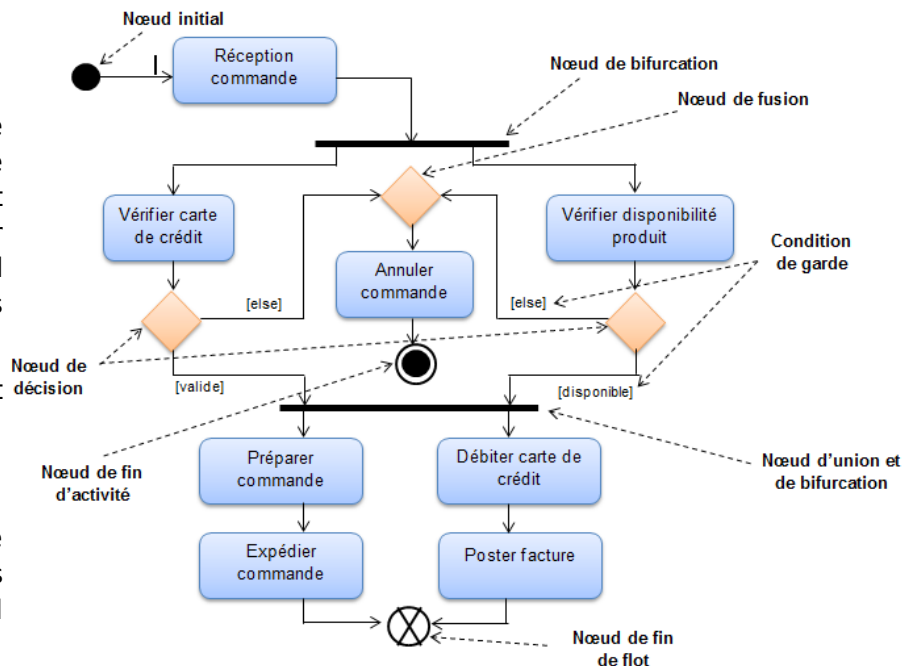 Nœud initial
Réception
commande
Nœud de bifurcation
Nœud de fusion
Vérifier carte
de crédit
Vérifier disponibilité
produit
Condition
de garde
Annuler
commande
[else]
[else]
Nœud de
décision
[valide]
[disponible]
Nœud de fin
d'activité
Préparer
commande
Débiter carte de
crédit
Nœud d'union et
de bifurcation
Expédier
commande
Poster facture
Nœud de fin
de flot